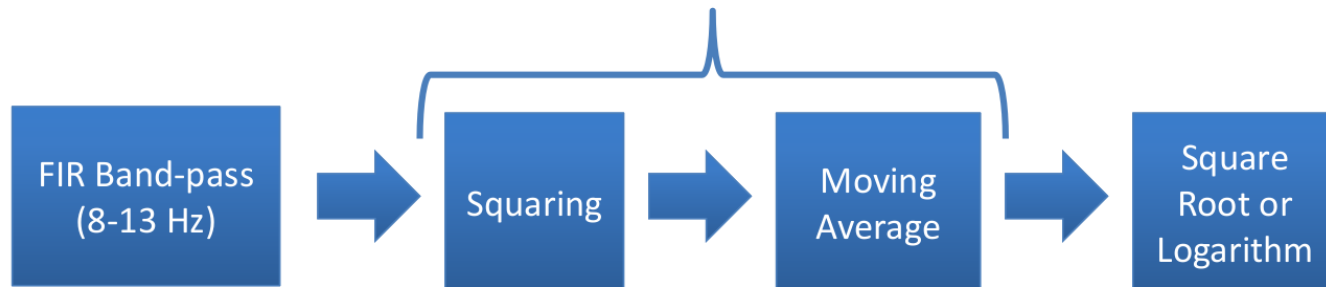 FIR Band-pass
(8-13 Hz)
Squaring
Moving
Average
Square
Root or
Logarithm